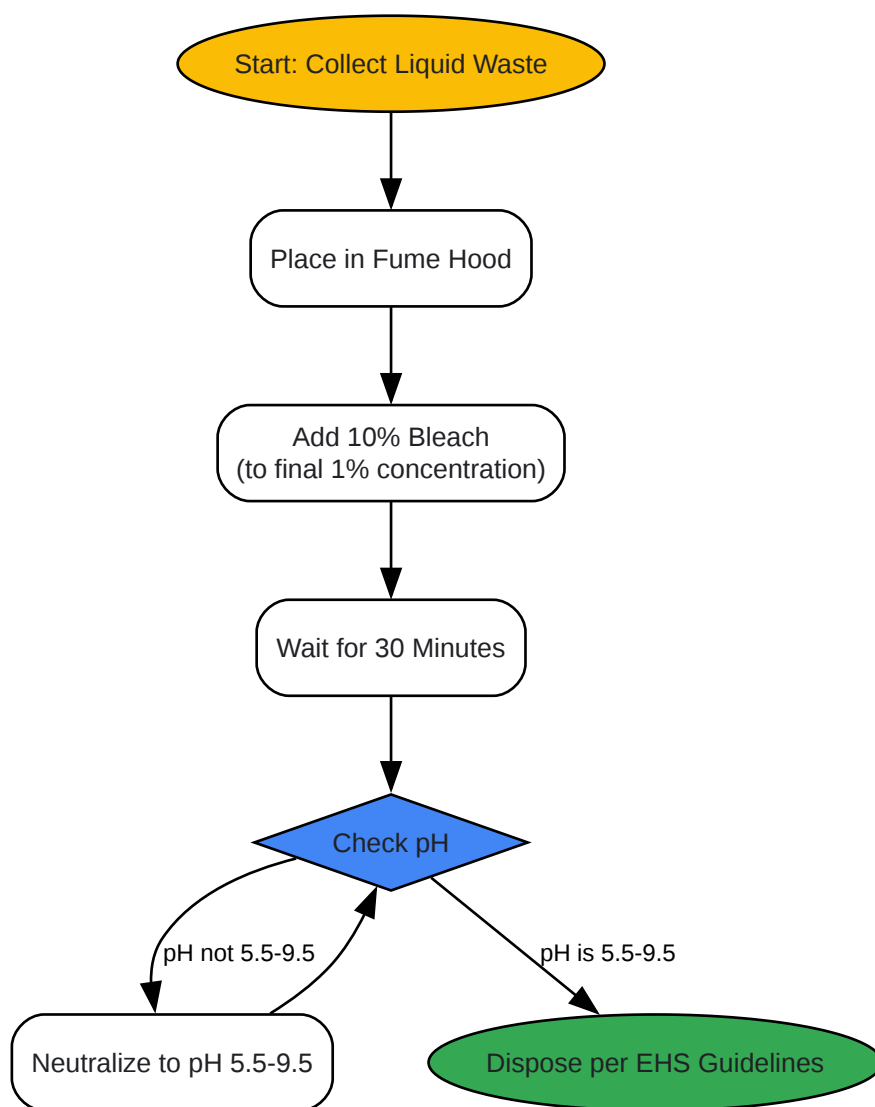 Start: Collect Liquid Waste
Place in Fume Hood
Add 10% Bleach
(to final 1% concentration)
Wait for 30 Minutes
Check pH
pH not 5.5-9.5
pH is 5.5-9.5
Neutralize to pH 5.5-9.5
Dispose per EHS Guidelines